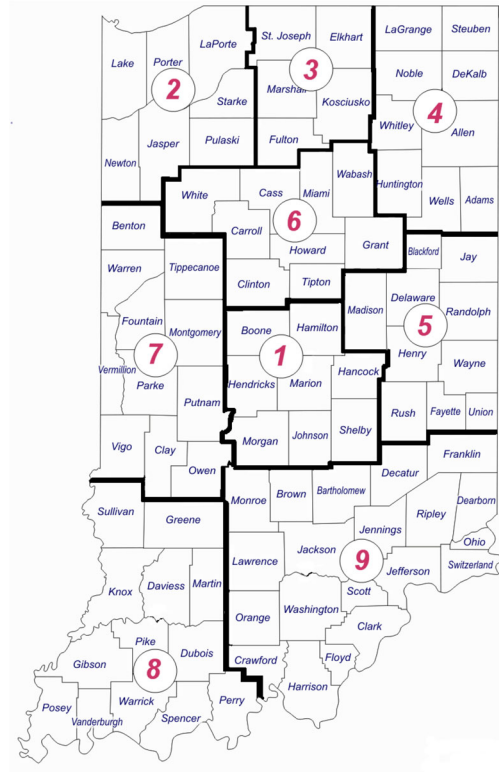 St. Joseph
Elkhart
LaGrange
Steuben
LaPorte
Lake
Porter
3
Noble
DeKalb
2
Marshall
Starke
Kosciusko
4
Whitley
Allen
Jasper
Pulaski
Fulton
Newton
Wabash
Huntington
White
Cass
Miami
Wells
Adams
6
Benton
Carroll
Howard
Grant
Blackford
Jay
Warren
Tippecanoe
Clinton
Tipton
Delaware
Madison
Randolph
Fountain
Boone
Hamilton
5
Montgomery
7
1
Henry
Wayne
Vermillion
Hancock
Parke
Hendricks
Marion
Putnam
Rush
Fayette
Union
Vigo
Clay
Morgan
Johnson
Shelby
Owen
Decatur
Franklin
Monroe
Brown
Bartholomew
Dearborn
Sullivan
Greene
Ripley
Jennings
Ohio
Lawrence
Jackson
9
Jefferson
Switzerland
Knox
Daviess
Martin
Scott
Orange
Washington
Clark
Pike
Dubois
Gibson
8
Crawford
Floyd
Harrison
Posey
Warrick
Perry
Vanderburgh
Spencer